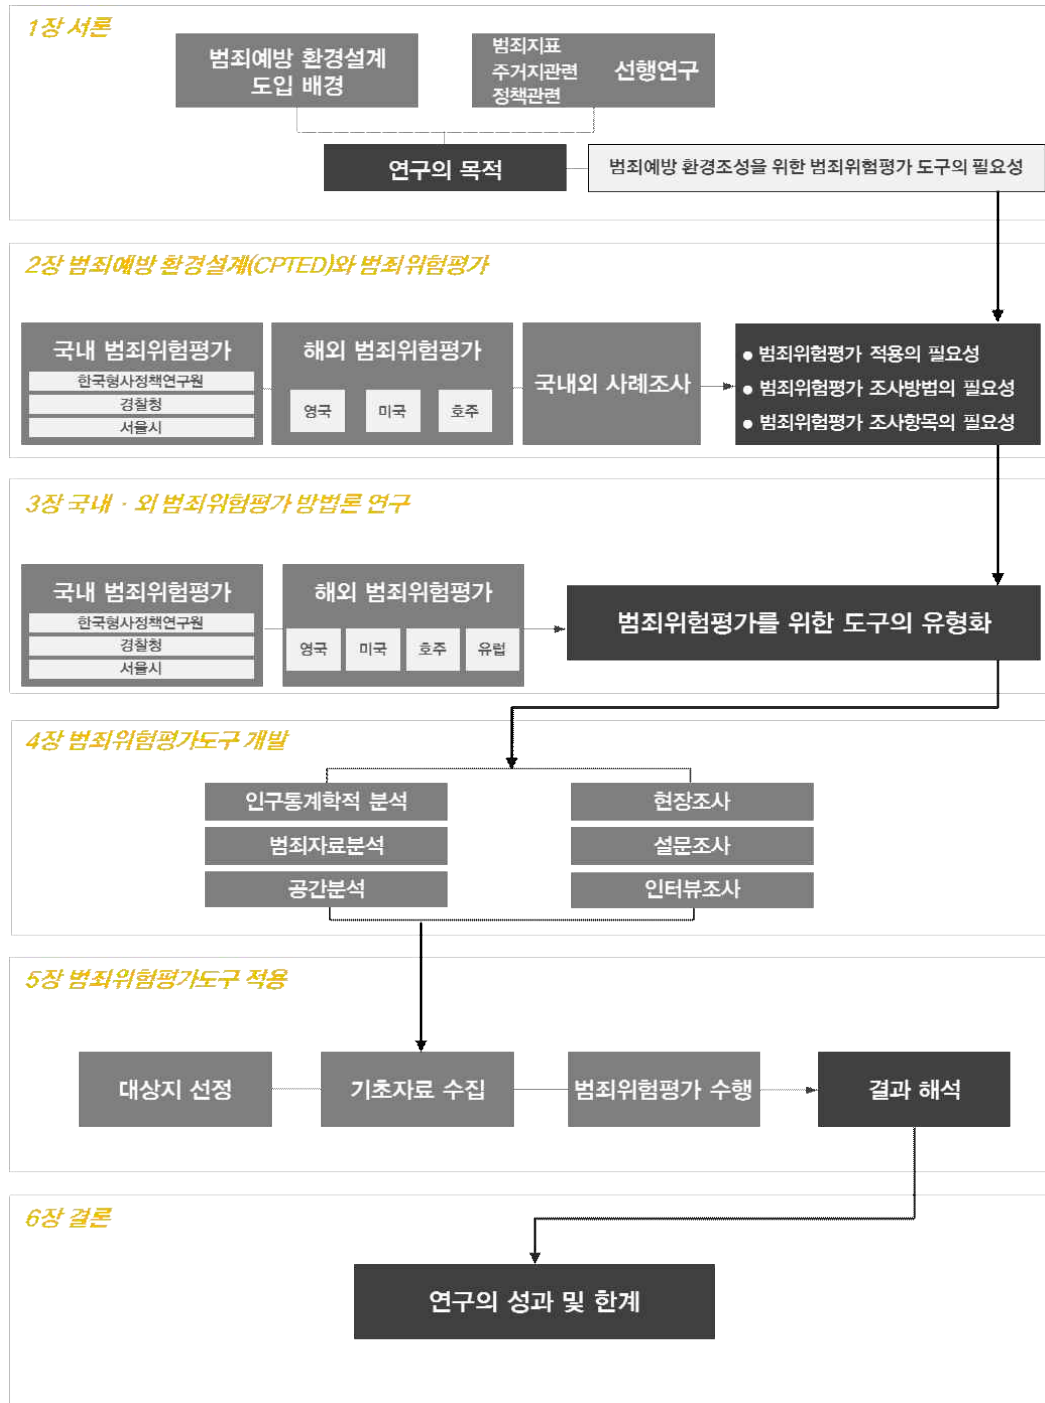 1장 서론
범죄예방 환경설계
도입 배경
범죄지표
주거지관련
정책관련
선행연구
연구의 목적
범죄예방 환경조성을 위한 범죄위험평가 도구의 필요성
2장 범죄예방 환경설계(CPTED)와 범죄위험평가
국내 범죄위험평가
한국형사정책연구원
경찰청
서울시
해외 범죄위험평가
영국
미국
호주
국내외 사례조사
● 범죄위험평가 적용의 필요성
● 범죄위험평가 조사방법의 필요성
● 범죄위험평가 조사항목의 필요성
3장 국내 · 외 범죄위험평가 방법론 연구
국내 범죄위험평가
한국형사정책연구원
경찰청
서울시
해외 범죄위험평가
영국
미국
호주
유럽
범죄위험평가를 위한 도구의 유형화
4장 범죄위험평가도구 개발
인구통계학적 분석
범죄자료분석
공간분석
현장조사
설문조사
인터뷰조사
5장 범죄위험평가도구 적용
대상지 선정
기초자료 수집
범죄위험평가 수행
결과 해석
6장 결론
연구의 성과 및 한계